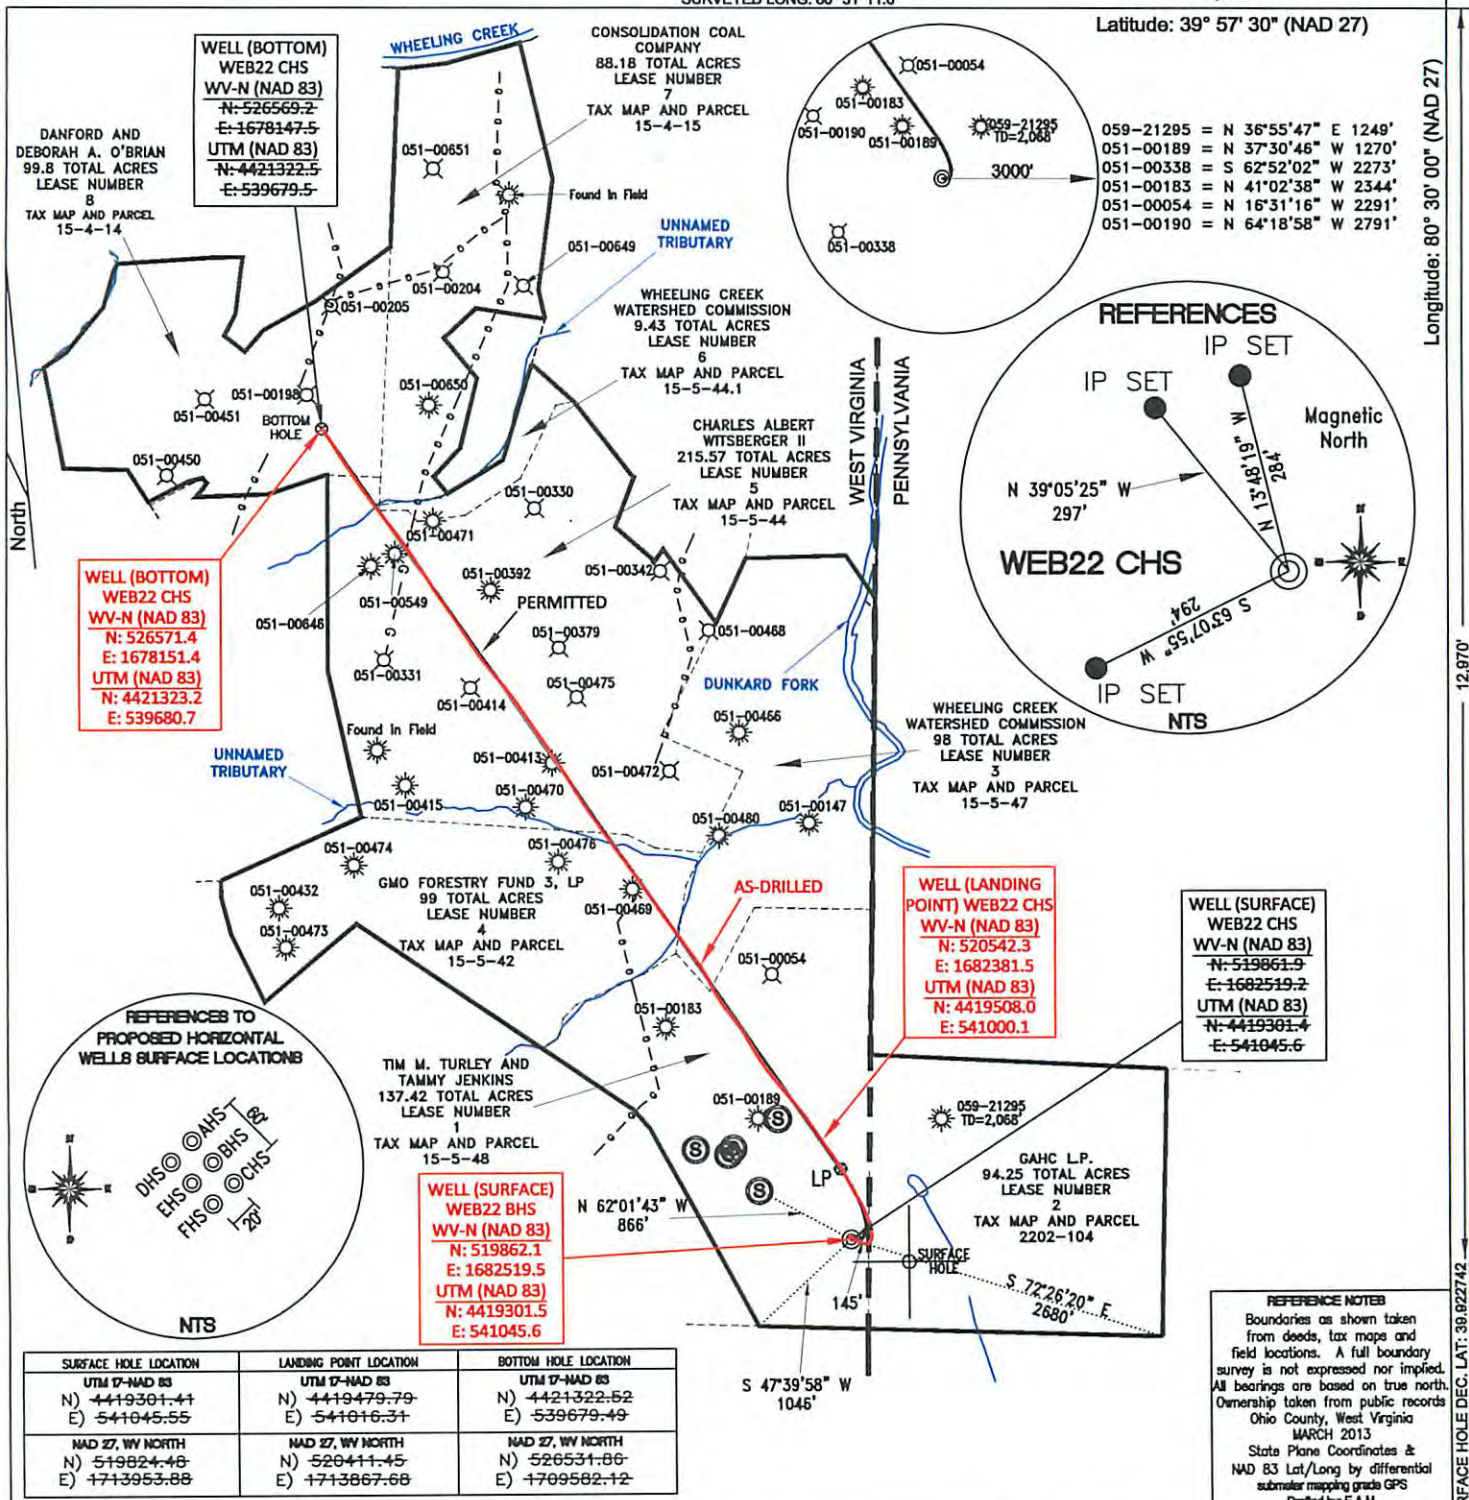 Latitude: 39° 57' 30" (NAD 27)
Longitude: 80° 30' 00" (NAD 27)
12,970'
WELL (BOTTOM)
WEB22 CHS
WV-N (NAD 83)
N: 526569.2
E: 1678147.5
UTM (NAD 83)
N: 4421322.5
E: 539679.5
WHEELING CREEK
CONSOLIDATION COAL
COMPANY
88.18 TOTAL ACRES
LEASE NUMBER
7
TAX MAP AND PARCEL
15-4-15
DANFORD AND
DEBORAH A. O'BRIAN
99.8 TOTAL ACRES
LEASE NUMBER
8
TAX MAP AND PARCEL
15-4-14
051-00054
051-00183
051-00190
051-00189
059-21295
TD=2,068'
3000'
051-00338
059-21295 = N 36°55'47" E 1249'
051-00189 = N 37°30'46" W 1270'
051-00338 = S 62°52'02" W 2273'
051-00183 = N 41°02'38" W 2344'
051-00054 = N 16°31'16" W 2291'
051-00190 = N 64°18'58" W 2791'
051-00651
Found In Field
UNNAMED
TRIBUTARY
051-00649
051-00204
051-00205
WHEELING CREEK
WATERSHED COMMISSION
9.43 TOTAL ACRES
LEASE NUMBER
6
TAX MAP AND PARCEL
15-5-44.1
REFERENCES
IP SET
IP SET
Magnetic
North
N 13°48'19" W
284'
N 39°05'25" W
297'
WEB22 CHS
S 63°07'55" W
294'
IP SET
NTS
WEST VIRGINIA
PENNSYLVANIA
051-00198
051-00451
051-00650
BOTTOM
HOLE
051-00450
North
CHARLES ALBERT
WITSBERGER II
215.57 TOTAL ACRES
LEASE NUMBER
5
TAX MAP AND PARCEL
15-5-44
051-00330
051-00471
051-00342
051-00392
051-00549
051-00646
PERMITTED
051-00379
051-00468
051-00331
051-00414
051-00475
DUNKARD FORK
WELL (BOTTOM)
WEB22 CHS
WV-N (NAD 83)
N: 526571.4
E: 1678151.4
UTM (NAD 83)
N: 4421323.2
E: 539680.7
G
G
051-00466
WHEELING CREEK
WATERSHED COMMISSION
98 TOTAL ACRES
LEASE NUMBER
3
TAX MAP AND PARCEL
15-5-47
Found In Field
UNNAMED
TRIBUTARY
051-00413
051-00472
051-00415
051-00470
051-00147
051-00480
051-00474
051-00476
051-00432
051-00473
GMO FORESTRY FUND 3, LP
99 TOTAL ACRES
LEASE NUMBER
4
TAX MAP AND PARCEL
15-5-42
051-00469
AS-DRILLED
051-00054
WELL (LANDING
POINT) WEB22 CHS
WV-N (NAD 83)
N: 520542.3
E: 1682381.5
UTM (NAD 83)
N: 4419508.0
E: 541000.1
WELL (SURFACE)
WEB22 CHS
WV-N (NAD 83)
N: 519861.9
E: 1682519.2
UTM (NAD 83)
N: 4419301.4
E: 541045.6
REFERENCES TO
PROPOSED HORIZONTAL
WELLS SURFACE LOCATIONS
AHS
60'
BHS
DHS
CHS
EHS
FHS
20'
NTS
051-00183
TIM M. TURLEY AND
TAMMY JENKINS
137.42 TOTAL ACRES
LEASE NUMBER
1
TAX MAP AND PARCEL
15-5-48
051-00189
S
S
S
059-21295
TD=2,068'
GAHC L.P.
94.25 TOTAL ACRES
LEASE NUMBER
2
TAX MAP AND PARCEL
2202-104
LP
N 62°01'43" W
866'
WELL (SURFACE)
WEB22 BHS
WV-N (NAD 83)
N: 519862.1
E: 1682519.5
UTM (NAD 83)
N: 4419301.5
E: 541045.6
SURFACE
HOLE
145'
S 72°26'20" E
2680'
S 47°39'58" W
1046'
SURFACE HOLE LOCATION
UTM 17-NAD 83
N) 4419301.41
E) 541045.55
NAD 27, WV NORTH
N) 519824.48
E) 1713953.88
LANDING POINT LOCATION
UTM 17-NAD 83
N) 4419479.79
E) 541016.31
NAD 27, WV NORTH
N) 520411.45
E) 1713867.68
BOTTOM HOLE LOCATION
UTM 17-NAD 83
N) 4421322.52
E) 539679.49
NAD 27, WV NORTH
N) 526531.86
E) 1709582.12
REFERENCE NOTES
Boundaries as shown taken
from deeds, tax maps and
field locations. A full boundary
survey is not expressed nor implied.
All bearings are based on true north.
Ownership taken from public records
Ohio County, West Virginia
MARCH 2013
State Plane Coordinates &
NAD 83 Lat/Long by differential
submeter mapping grade GPS
HOLE DEC. LAT: 39.922742